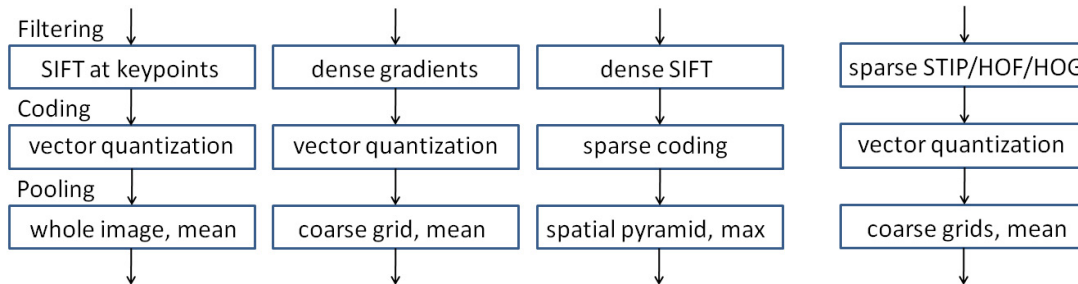 Filtering
SIFT at keypoints
dense gradients
dense SIFT
sparse STIP/HOF/HOG
Coding
vector quantization
vector quantization
sparse coding
vector quantization
Pooling
whole image, mean
coarse grid, mean
spatial pyramid, max
coarse grids, mean